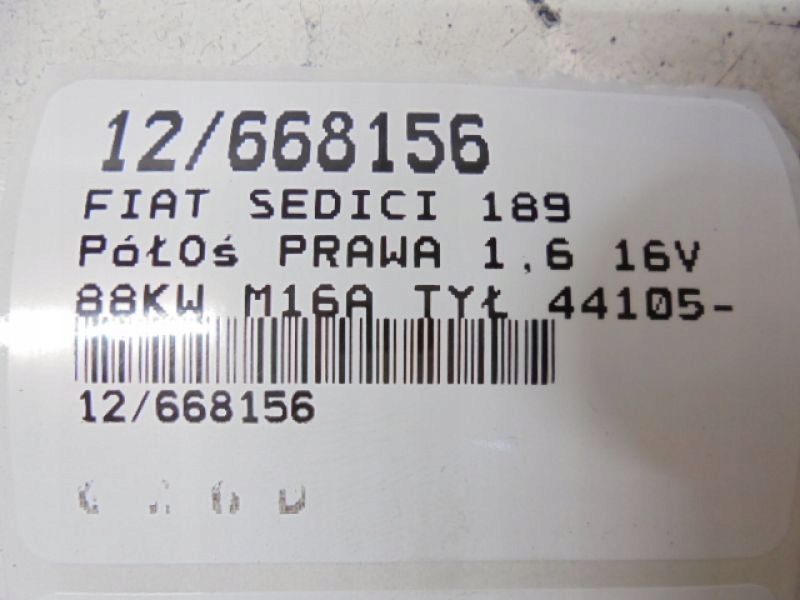 12/668156
FIAT SEDICI 189
PółOś PRAWA 1,6 16V
88KW M16A TYŁ 44105-
12/668156